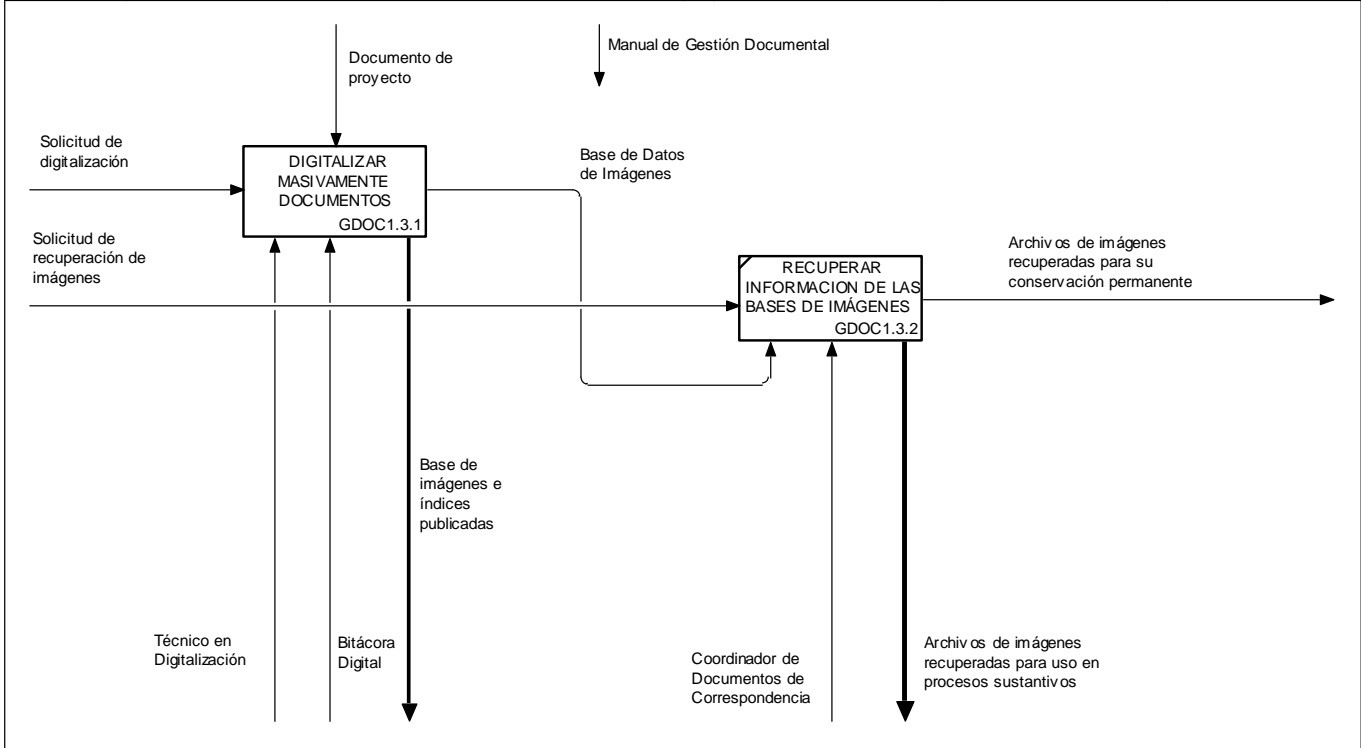 Manual de Gestión Documental
Documento de
proyecto
Solicitud de
digitalización
DIGITALIZAR
MASIVAMENTE
DOCUMENTOS
GDOC1.3.1
Base de Datos
de Imágenes
Solicitud de
recuperación de
imágenes
RECUPERAR
INFORMACION DE LAS
BASES DE IMÁGENES
GDOC1.3.2
Archivos de imágenes
recuperadas para su
conservación permanente
Base de
imágenes e
índices
publicadas
Técnico en
Digitalización
Bitácora
Digital
Coordinador de
Documentos de
Correspondencia
Archivos de imágenes
recuperadas para uso en
procesos sustantivos